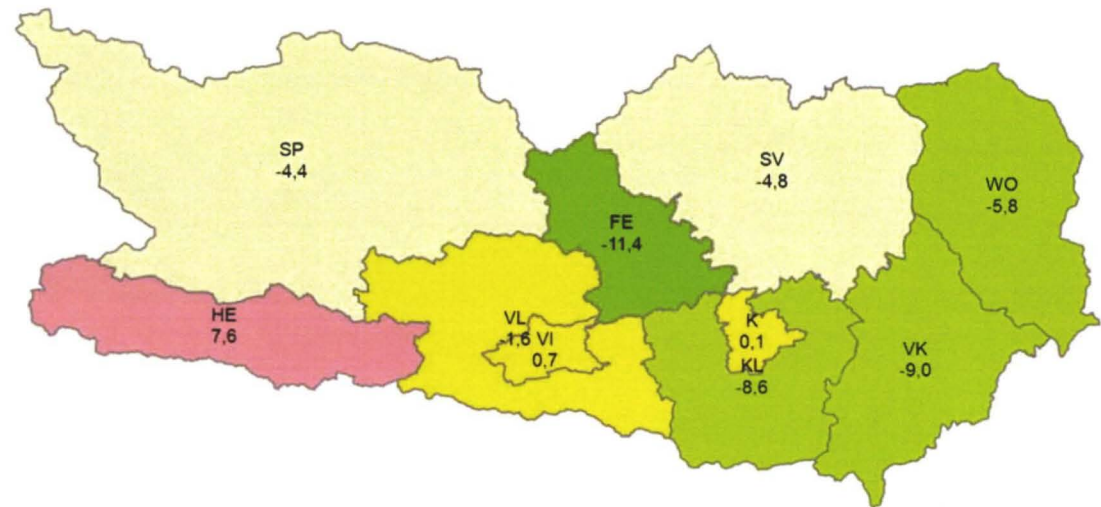 SP
-4,4
SV
-4,8
WO
-5,8
FE
-11,4
HE
7,6
VL
-1,6
VI
0,7
K
0,1
KL
-8,6
VK
-9,0